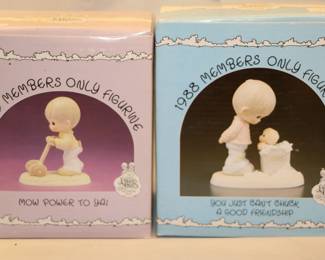 MEMBERS ONLY FIGURINE
MOW POWER TO YA!
1988 MEMBERS ONLY FIGURINE
YOU JUST CAN'T CHUCK
A GOOD FRIENDSHIP